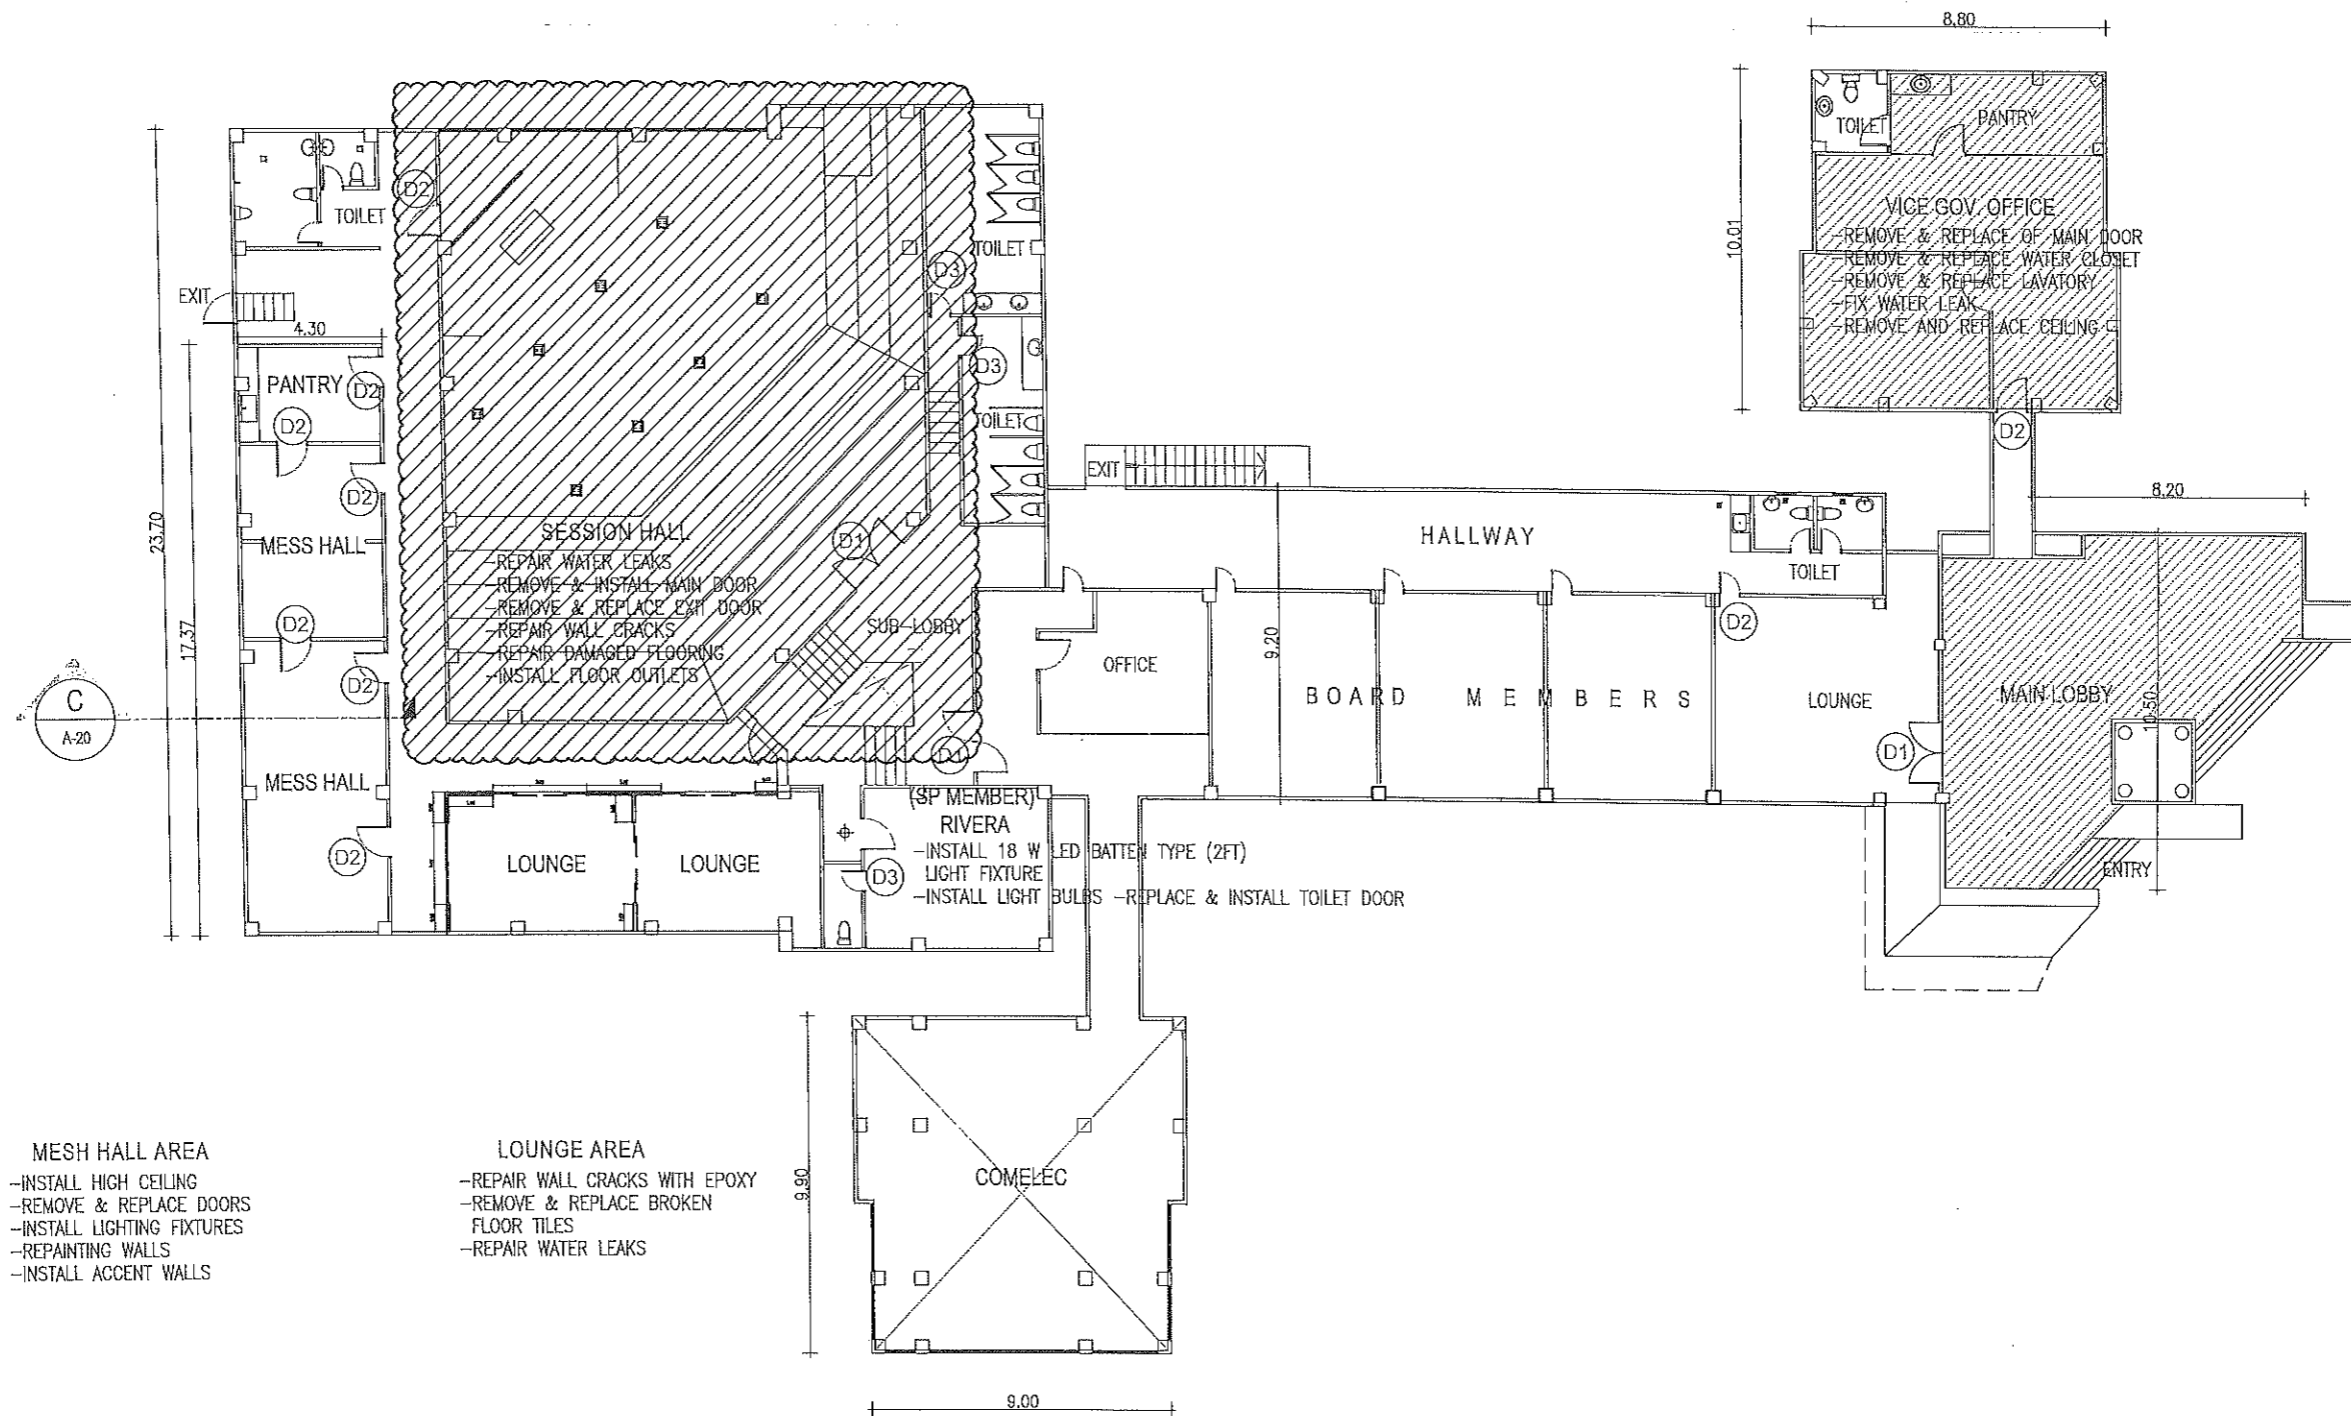 8.80
TOILET
PANTRY
10.01
VICE GOV. OFFICE
-REMOVE & REPLACE OF MAIN DOOR
-REMOVE & REPLACE WATER CLOSET
-REMOVE & REPLACE LAVATORY
-FIX WATER LEAK
-REMOVE AND REPLACE CEILING
D2
8.20
D2
TOILET
TOILET
D3
EXIT
4.30
PANTRY
D2
D2
D3
TOILET
EXIT
D2
MESS HALL
23.70
17.37
SESSION HALL
-REPAIR WATER LEAKS
-REMOVE & INSTALL MAIN DOOR
-REMOVE & REPLACE EXIT DOOR
-REPAIR WALL CRACKS
-REPAIR DAMAGED FLOORING
-INSTALL FLOOR OUTLETS
D1
SUB-LOBBY
HALLWAY
TOILET
D2
D2
D2
9.20
OFFICE
BOARD MEMBERS
LOUNGE
MAIN LOBBY
10.50
D1
D1
C
A-20
MESS HALL
D2
LOUNGE
LOUNGE
D3
(SP MEMBER)
RIVERA
-INSTALL 18 W LED BATTEN TYPE (2FT)
LIGHT FIXTURE
-INSTALL LIGHT BULBS -REPLACE & INSTALL TOILET DOOR
ENTRY
MESH HALL AREA
-INSTALL HIGH CEILING
-REMOVE & REPLACE DOORS
-INSTALL LIGHTING FIXTURES
-REPAINTING WALLS
-INSTALL ACCENT WALLS
LOUNGE AREA
-REPAIR WALL CRACKS WITH EPOXY
-REMOVE & REPLACE BROKEN
FLOOR TILES
-REPAIR WATER LEAKS
9.90
COMELEC
9.00